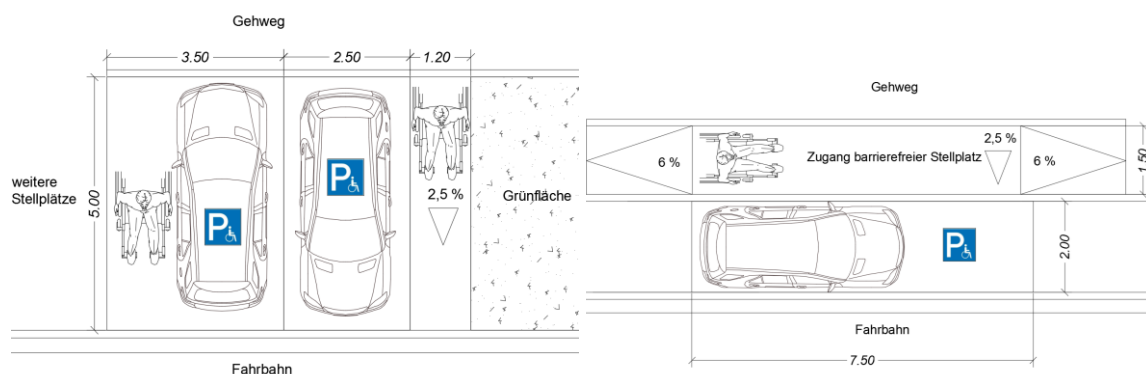 Gehweg
3.50
2.50
1.20
5.00
weitere
Stellplätze
P
P
2,5 %
Grünfläche
Fahrbahn
Gehweg
6 %
Zugang barrierefreier Stellplatz
2,5 %
6 %
1.50
P
2.00
Fahrbahn
7.50